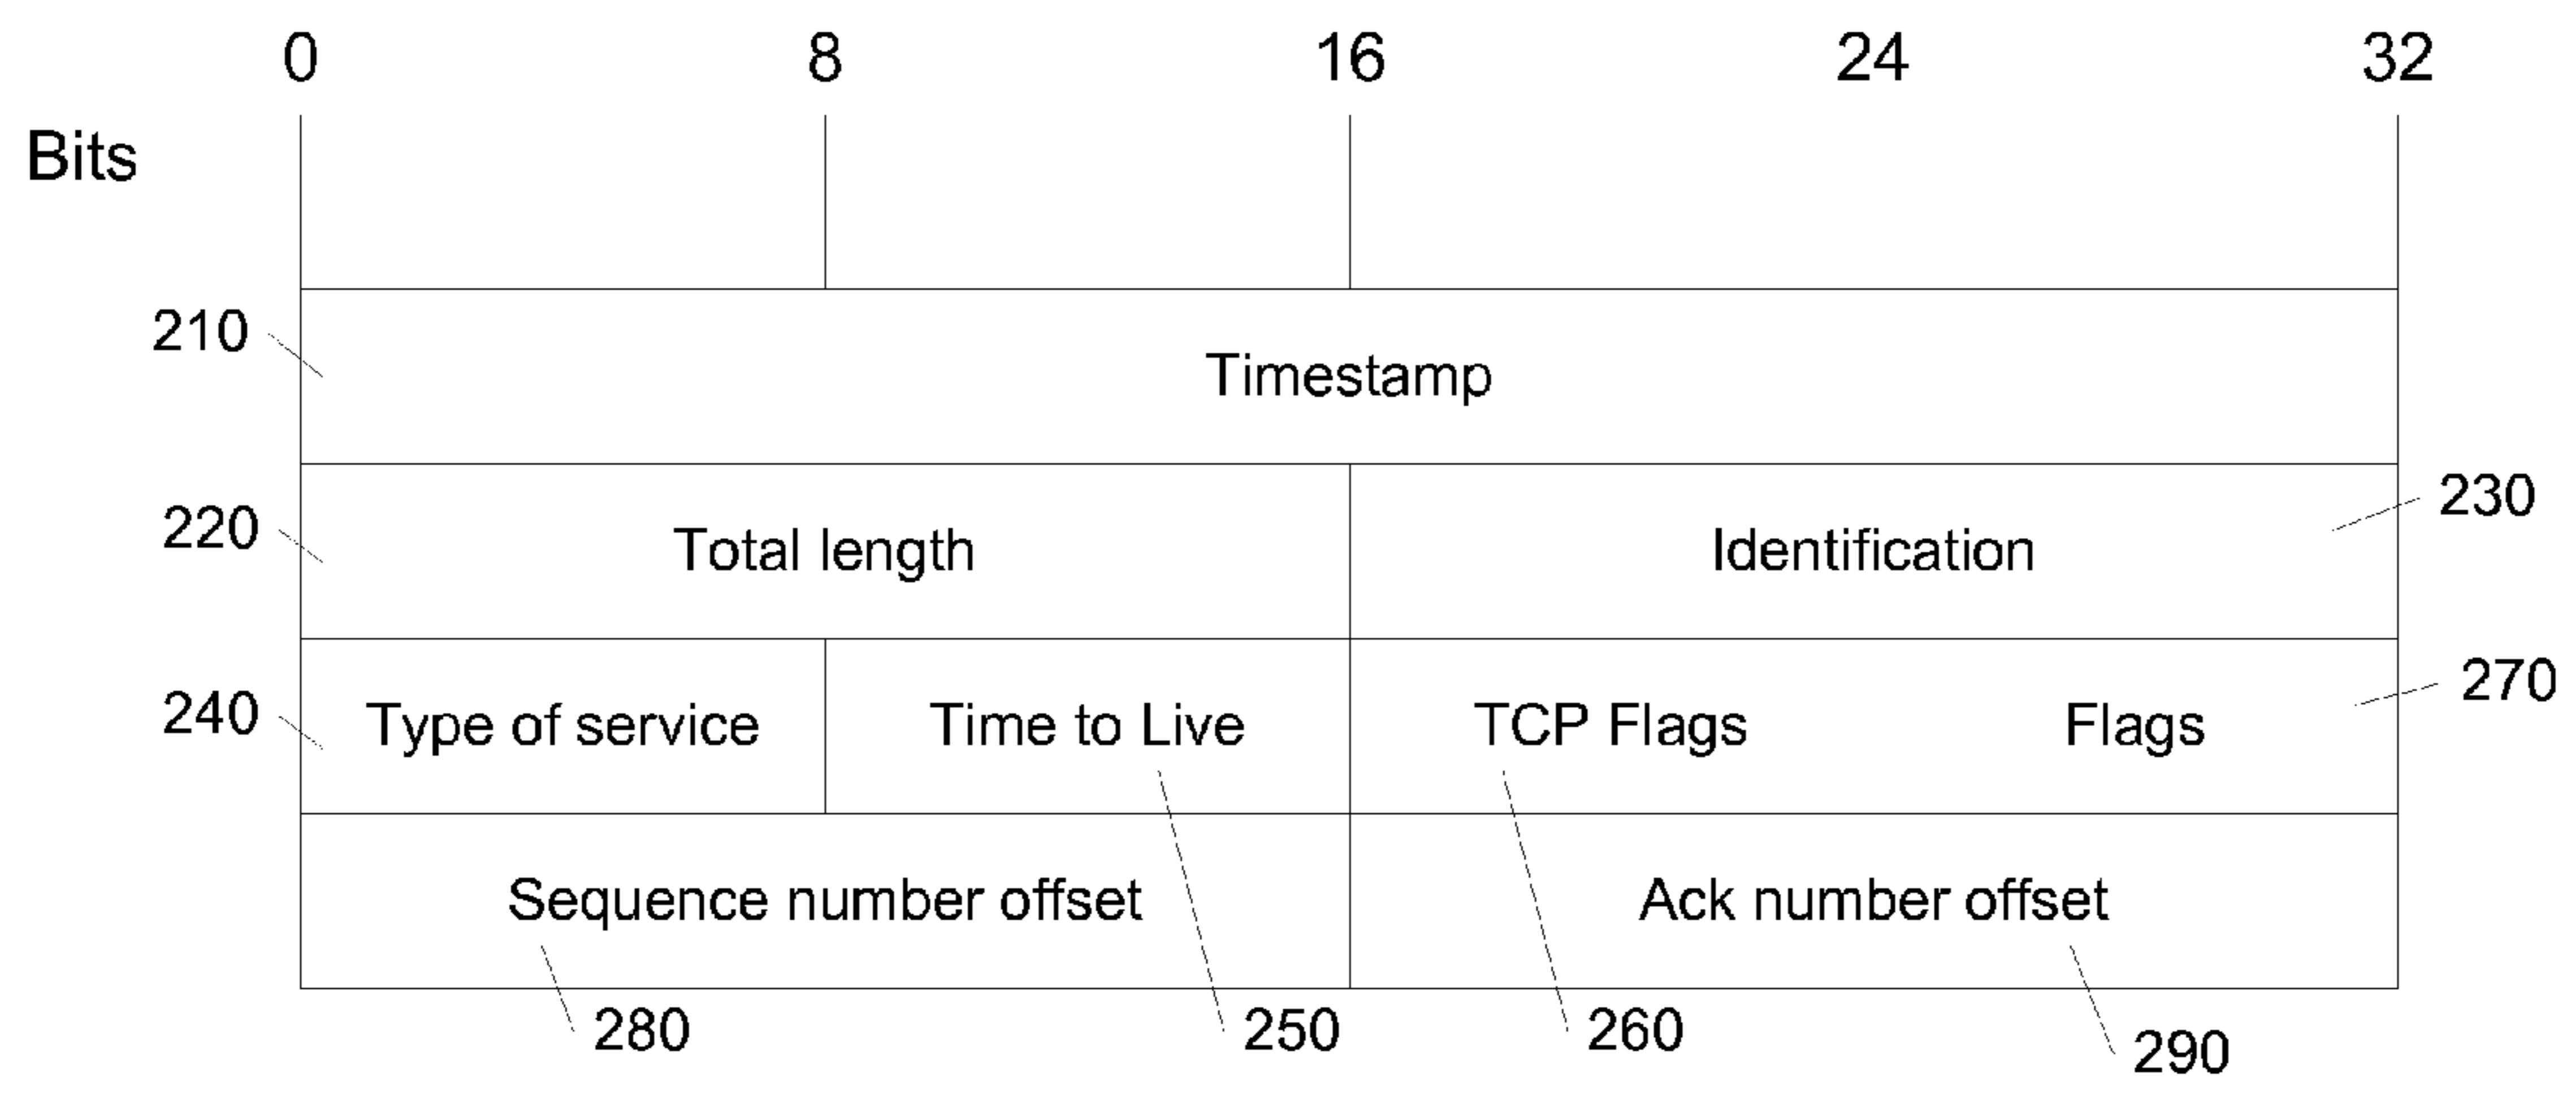 0 8 16 24 32
Bits
210
Timestamp
220 Total length Identification 230
240 Type of service Time to Live TCP Flags Flags 270
Sequence number offset Ack number offset
280 250 260 290